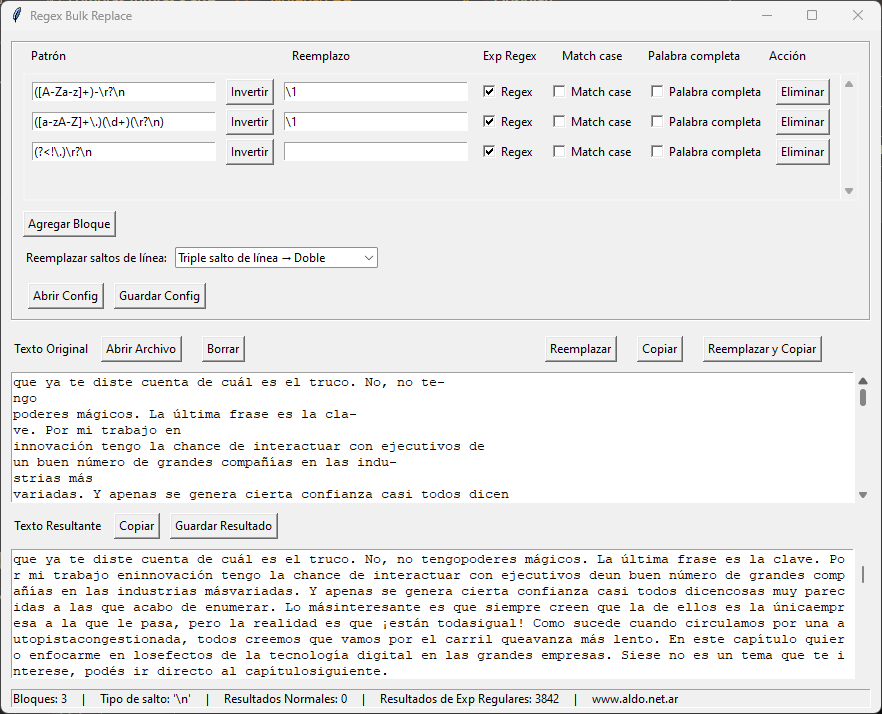 Regex Bulk Replace
Patrón Reemplazo Exp Regex Match case Palabra completa Acción
([A-Za-z]+)-\r?\n Invertir \1 Regex Match case Palabra completa Eliminar
([a-zA-Z]+\.)(\d+)(\r?\n) Invertir \1 Regex Match case Palabra completa Eliminar
(?<!\.)\r?\n Invertir Regex Match case Palabra completa Eliminar
Agregar Bloque
Reemplazar saltos de línea: Triple salto de línea → Doble
Abrir Config Guardar Config
Texto Original Abrir Archivo Borrar Reemplazar Copiar Reemplazar y Copiar
que ya te diste cuenta de cuál es el truco. No, no te-
ngo
poderes mágicos. La última frase es la cla-
ve. Por mi trabajo en
innovación tengo la chance de interactuar con ejecutivos de
un buen número de grandes compañías en las indu-
strias más
variadas. Y apenas se genera cierta confianza casi todos dicen
Texto Resultante Copiar Guardar Resultado
que ya te diste cuenta de cuál es el truco. No, no tengopoderes mágicos. La última frase es la clave. Po
r mi trabajo eninnovación tengo la chance de interactuar con ejecutivos deun buen número de grandes comp
añías en las industrias másvariadas. Y apenas se genera cierta confianza casi todos dicencosas muy parec
idas a las que acabo de enumerar. Lo másinteresante es que siempre creen que la de ellos es la únicaempr
esa a la que le pasa, pero la realidad es que ¡están todasigual! Como sucede cuando circulamos por una a
utopistacongestionada, todos creemos que vamos por el carril queavanza más lento. En este capítulo quier
o enfocarme en losefectos de la tecnología digital en las grandes empresas. Siese no es un tema que te i
nterese, podés ir directo al capítulosiguiente.
Bloques: 3 | Tipo de salto: '\n' | Resultados Normales: 0 | Resultados de Exp Regulares: 3842 | www.aldo.net.ar